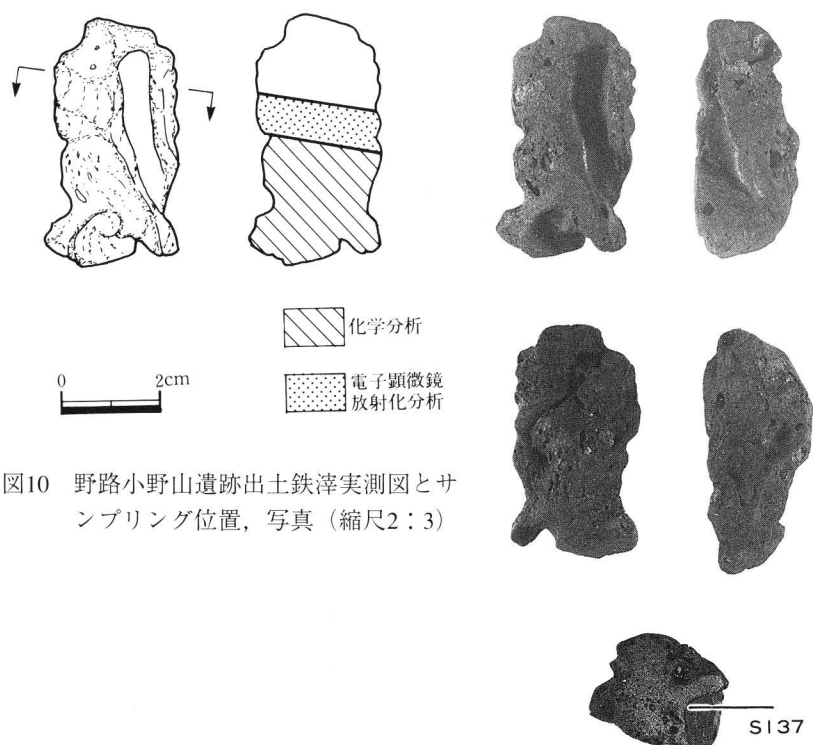 化学分析
0 2cm
電子顕微鏡
放射化分析
図10 野路小野山遺跡出土鉄滓実測図とサ
ンプリング位置，写真（縮尺2：3）
S137